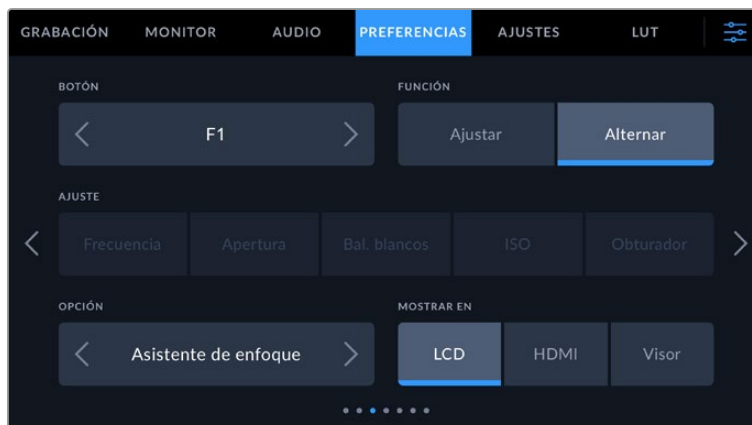 GRABACIÓN MONITOR AUDIO PREFERENCIAS AJUSTES LUT
BOTÓN FUNCIÓN
F1 Ajustar Alternar
AJUSTE
Frecuencia Apertura Bal. blancos ISO Obturador
OPCIÓN MOSTRAR EN
Asistente de enfoque LCD HDMI Visor